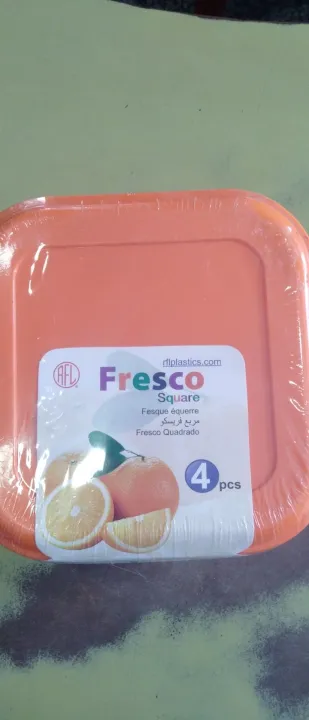 rflplastics.com
RFL
Fresco
Square
Fesque équerre
مربع فريسكو
Fresco Quadrado
4 pcs